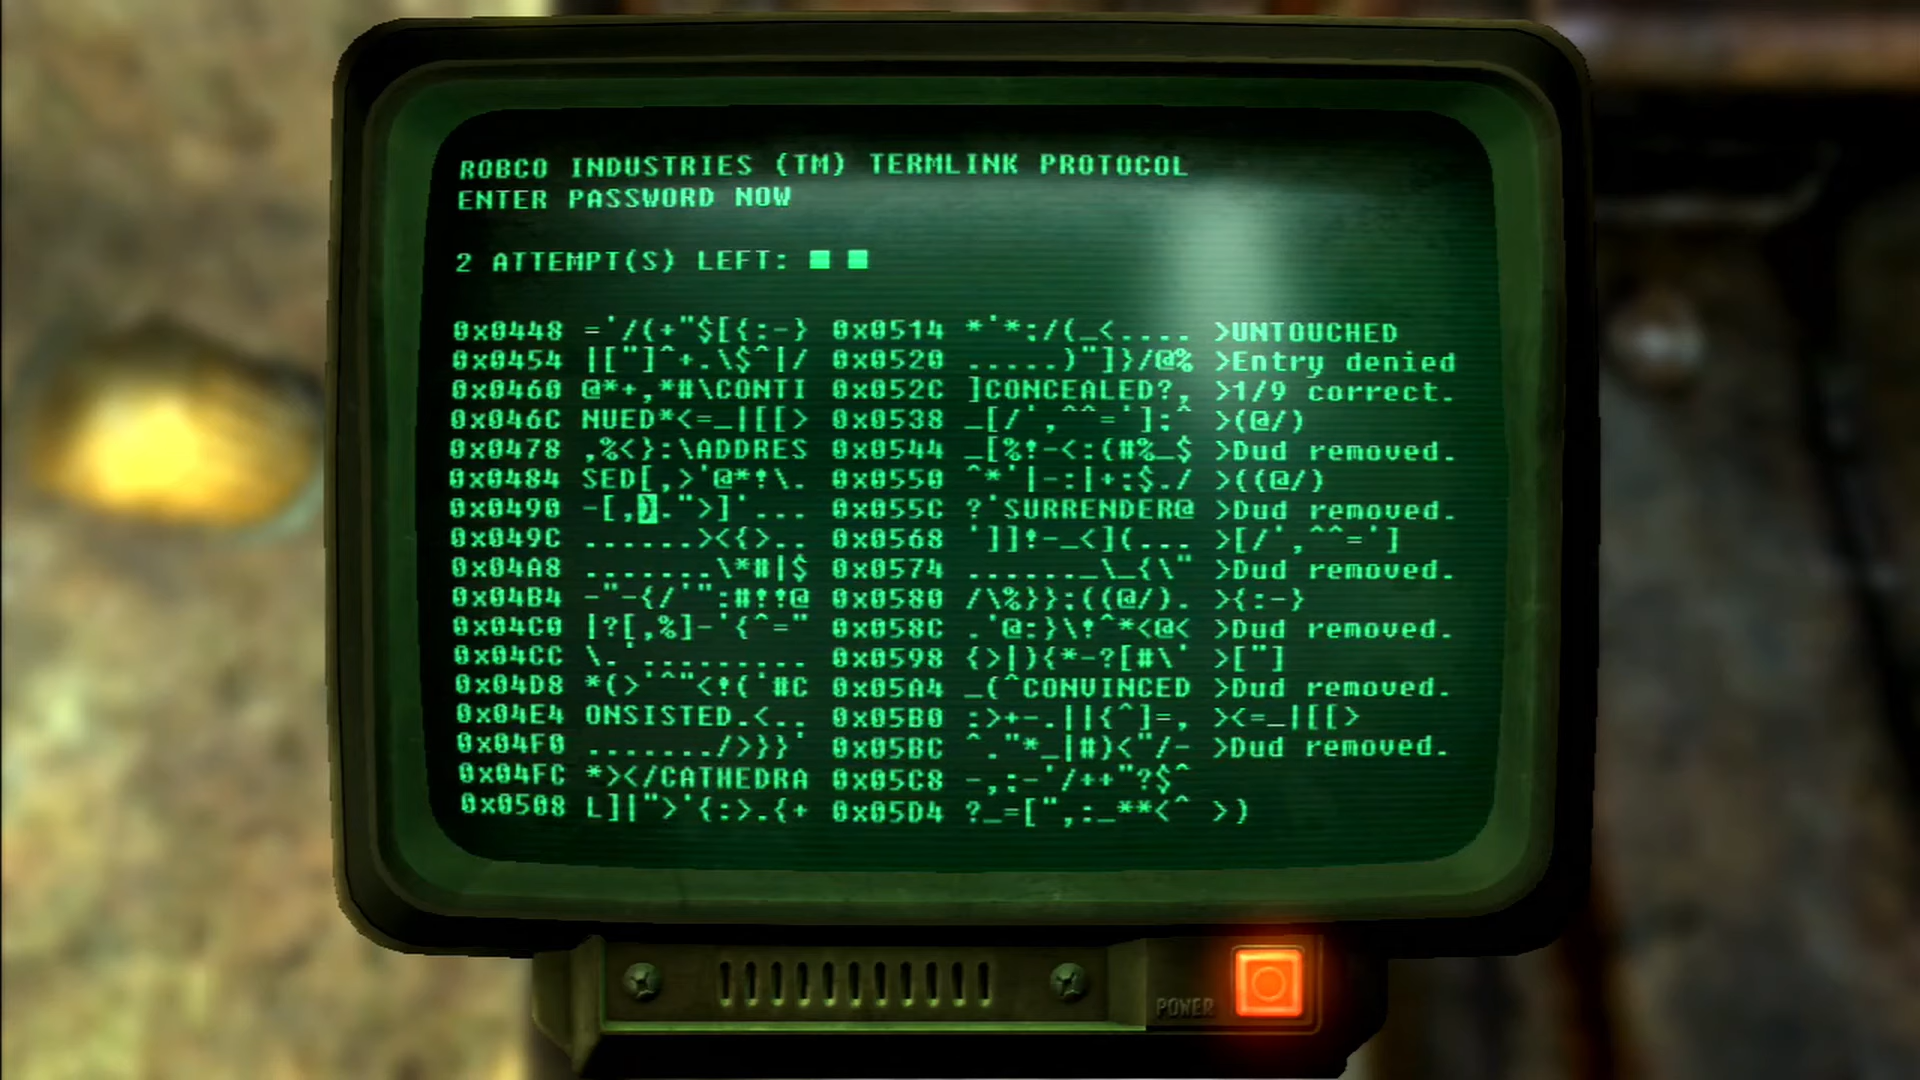 ROBCO INDUSTRIES (TM) TERMLINK PROTOCOL
ENTER PASSWORD NOW
2 ATTEMPT(S) LEFT: ■ ■
0x0448 ='/(+"$[{:-} 0x0514 *'*:/(_<.... >UNTOUCHED
0x0454 |["]^+.\$^|/ 0x0520 .....)"]}/@% >Entry denied
0x0460 @*+,*#\CONTI 0x052C ]CONCEALED?, >1/9 correct.
0x046C NUED*<=_|[[> 0x0538 _[/',^^=']:^ >(@/)
0x0478 ,%<}:\ADDRES 0x0544 _[%!-<:(#%_$ >Dud removed.
0x0484 SED[,>'@*!\. 0x0550 ^*'|-:|+:$./ >((@/)
0x0490 -[,).">]'... 0x055C ?'SURRENDER@ >Dud removed.
0x049C ......><{>.. 0x0568 ']]!-_<](... >[/',^^=']
0x04A8 .......\*#|$ 0x0574 ......._\_{\" >Dud removed.
0x04B4 -"-{/'":#!!@ 0x0580 /\%}}:((@/). >{:-}
0x04C0 |?[,%]-'{^=" 0x058C .'@:}\!^*<@< >Dud removed.
0x04CC \.'......... 0x0598 {>|){*-?[#\' >["]
0x04D8 *(>'^"<!('#C 0x05A4 _(^CONVINCED >Dud removed.
0x04E4 ONSISTED.<.. 0x05B0 :>+-.||{^]=, ><=_|[[>
0x04F0 ......./>}}' 0x05BC ^."*_|#)<"/- >Dud removed.
0x04FC *></CATHEDRA 0x05C8 -,:-'/++"?$^
0x0508 L]|">'{:>.{+ 0x05D4 ?_=[",:_**<^ >)
POWER